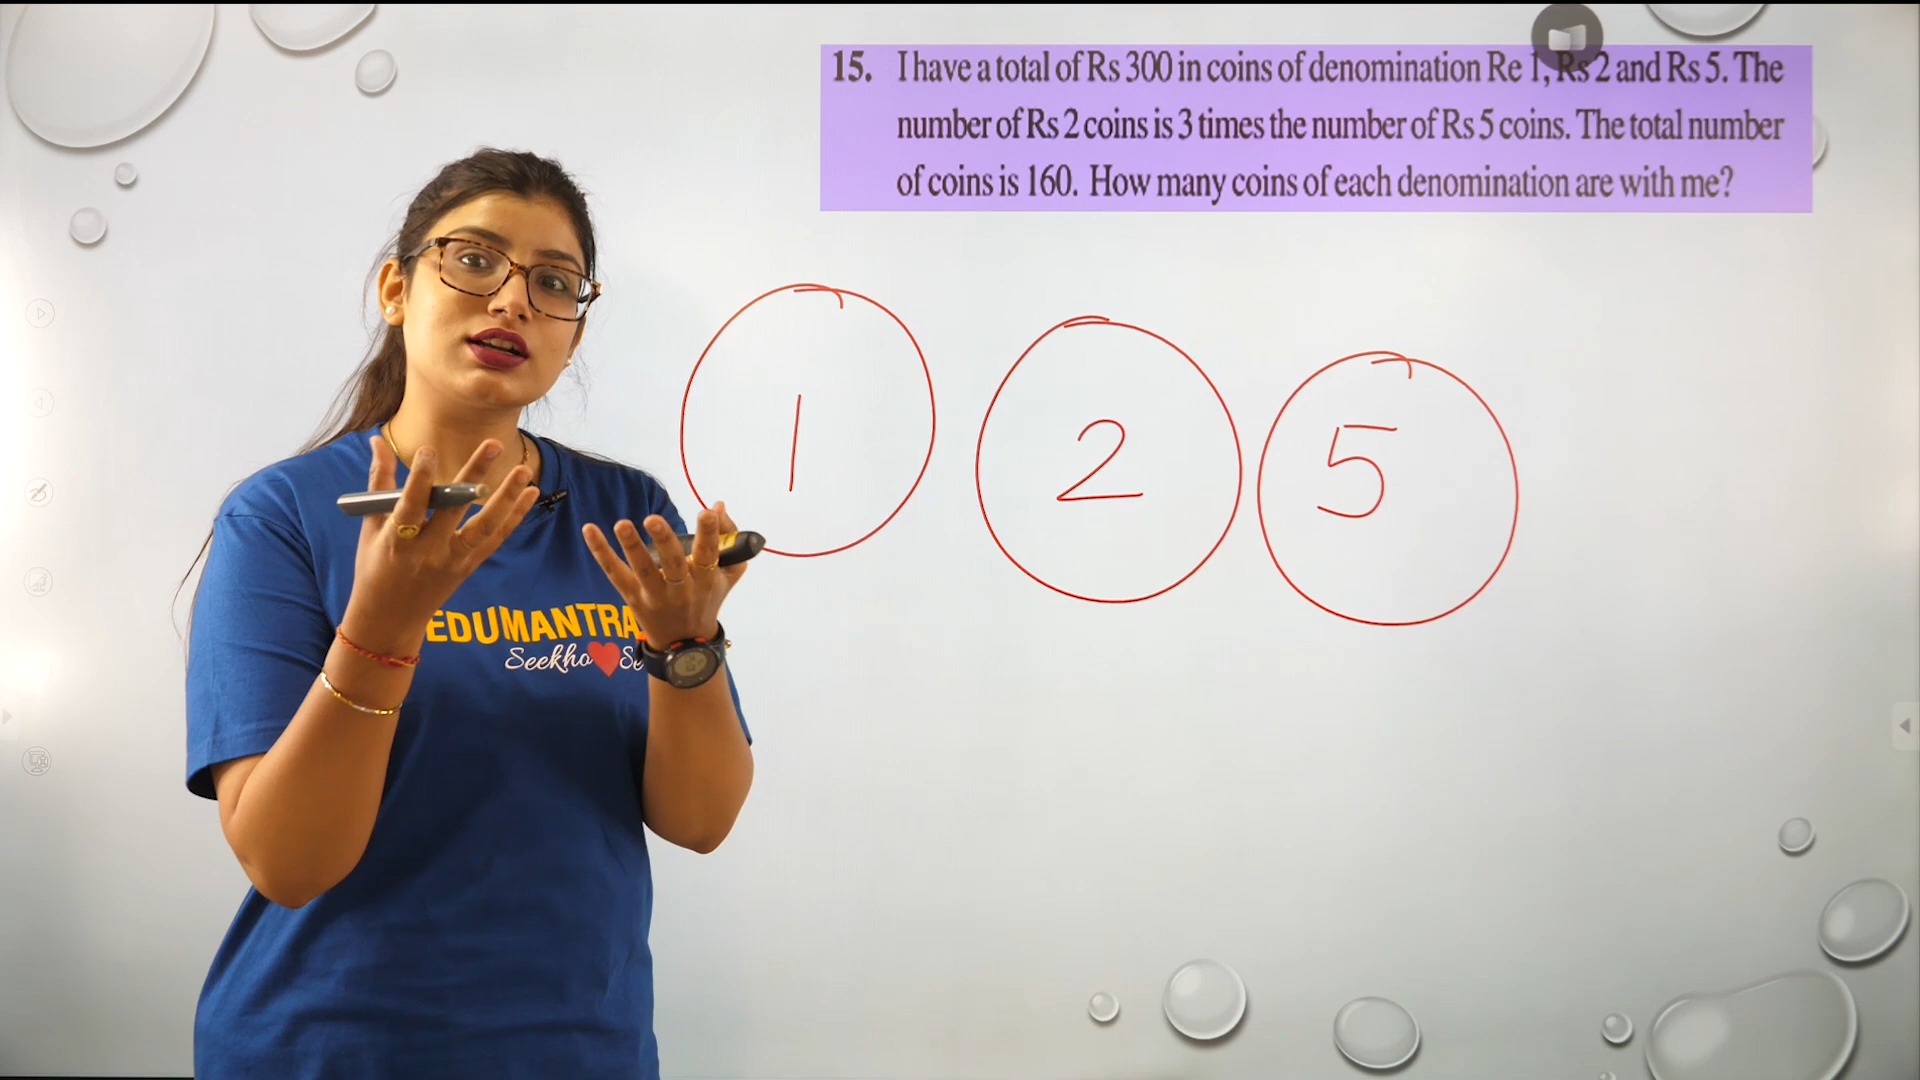 15. I have a total of Rs 300 in coins of denomination Re 1, Rs 2 and Rs 5. The
number of Rs 2 coins is 3 times the number of Rs 5 coins. The total number
of coins is 160. How many coins of each denomination are with me?
1 2 5
EDUMANTRA
Seekho